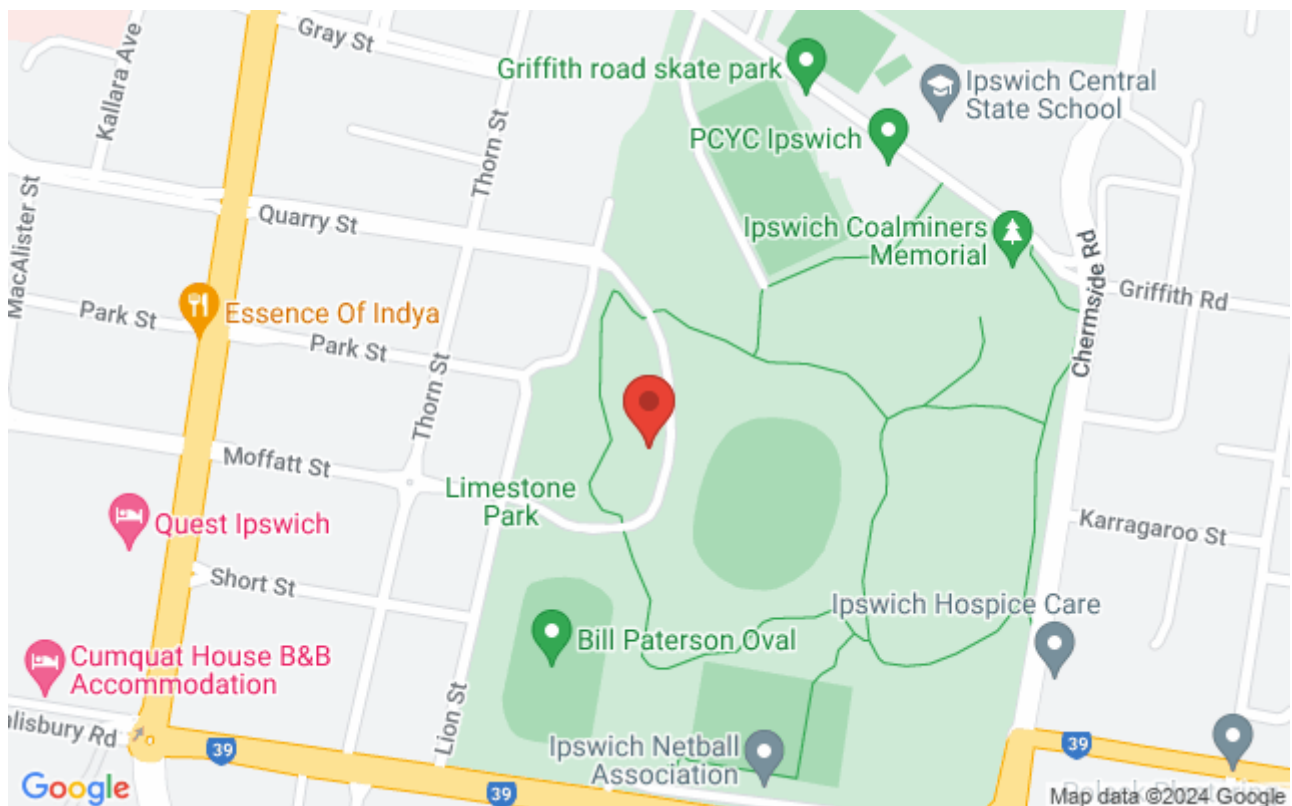 Kallara Ave
Gray St
Griffith road skate park
Ipswich Central
State School
Thorn St
PCYC Ipswich
MacAlister St
Quarry St
Ipswich Coalminers
Memorial
Chermside Rd
Griffith Rd
Park St
Essence Of Indya
Park St
Thorn St
Moffatt St
Limestone
Park
Quest Ipswich
Karragaroo St
Short St
Ipswich Hospice Care
Bill Paterson Oval
Cumquat House B&B
Accommodation
alisbury Rd
Lion St
39
Ipswich Netball
Association
39
39
Google
Map data ©2024 Google